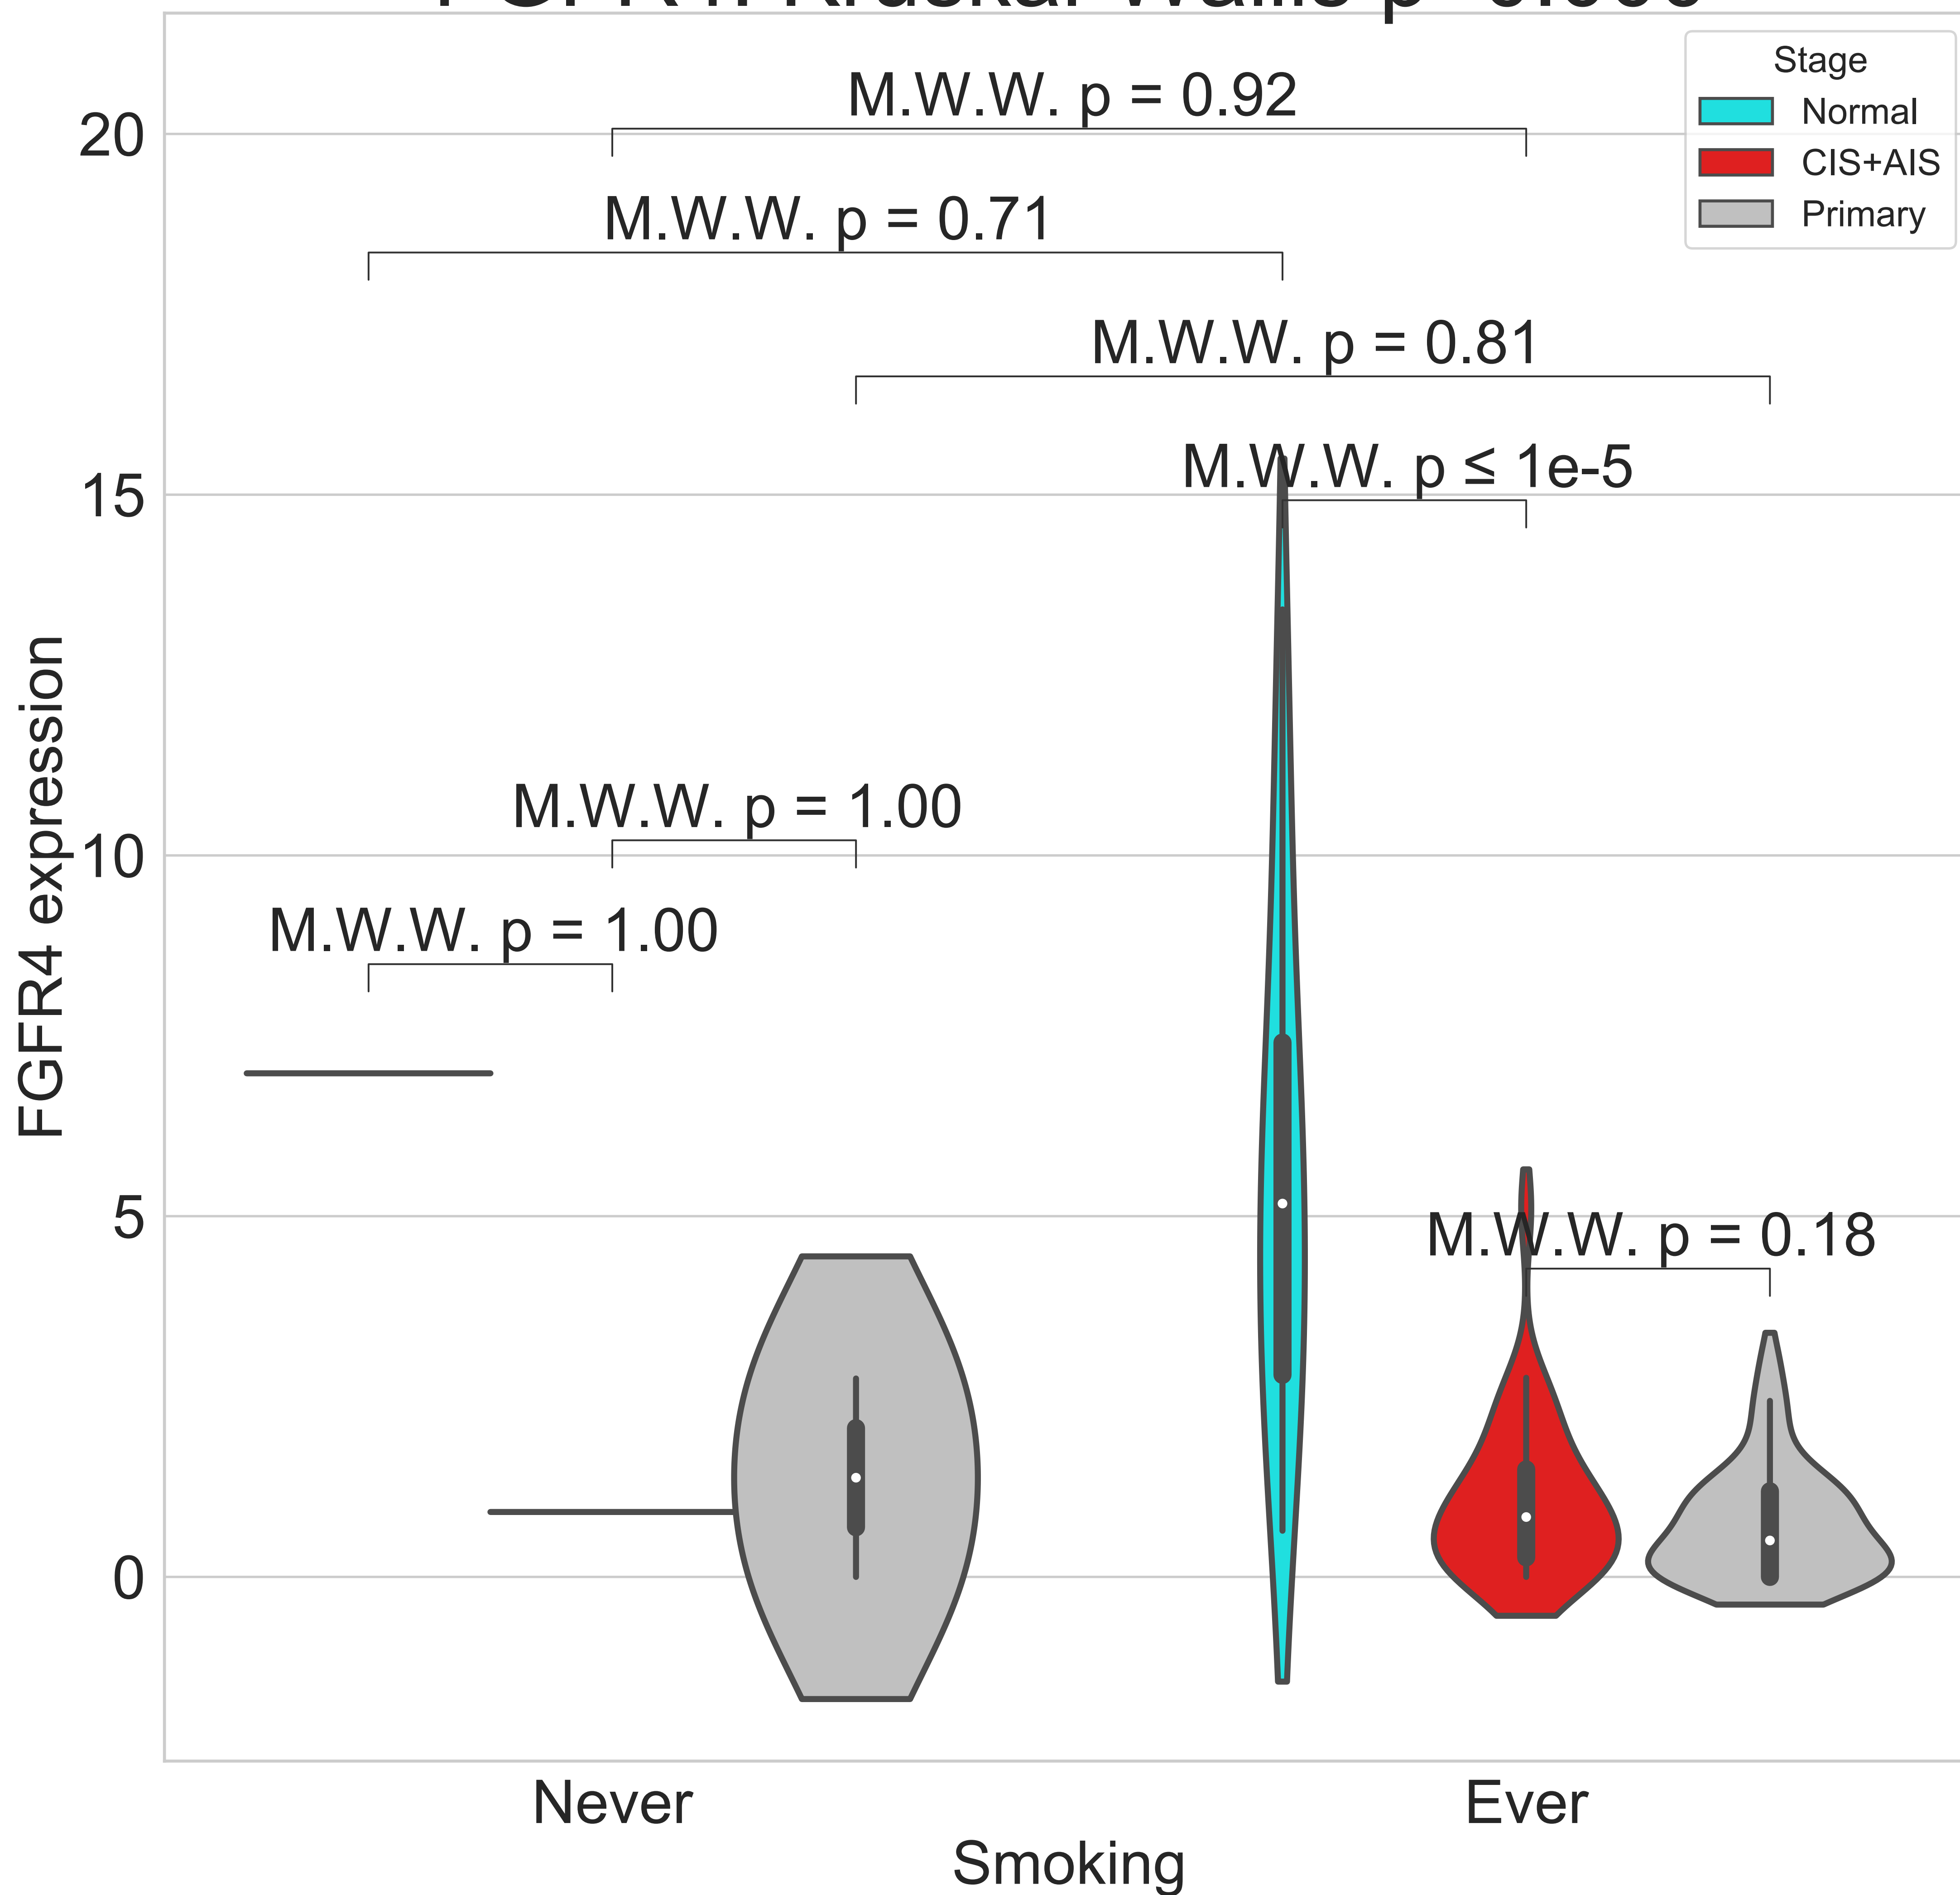 Stage
Normal
CIS+AIS
Primary
M.W.W. p = 0.92
M.W.W. p = 0.71
M.W.W. p = 0.81
M.W.W. p ≤ 1e-5
M.W.W. p = 1.00
M.W.W. p = 1.00
M.W.W. p = 0.18
20
15
10
5
0
FGFR4 expression
Never
Ever
Smoking